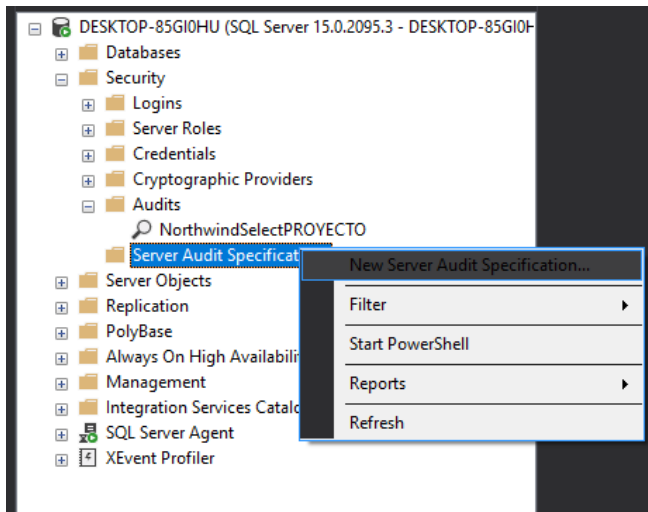 DESKTOP-85GI0HU (SQL Server 15.0.2095.3 - DESKTOP-85GI0H
Databases
Security
Logins
Server Roles
Credentials
Cryptographic Providers
Audits
NorthwindSelectPROYECTO
Server Audit Specificat
New Server Audit Specification...
Server Objects
Filter
Replication
PolyBase
Start PowerShell
Always On High Availabili
Management
Reports
Integration Services Catalo
SQL Server Agent
Refresh
XEvent Profiler